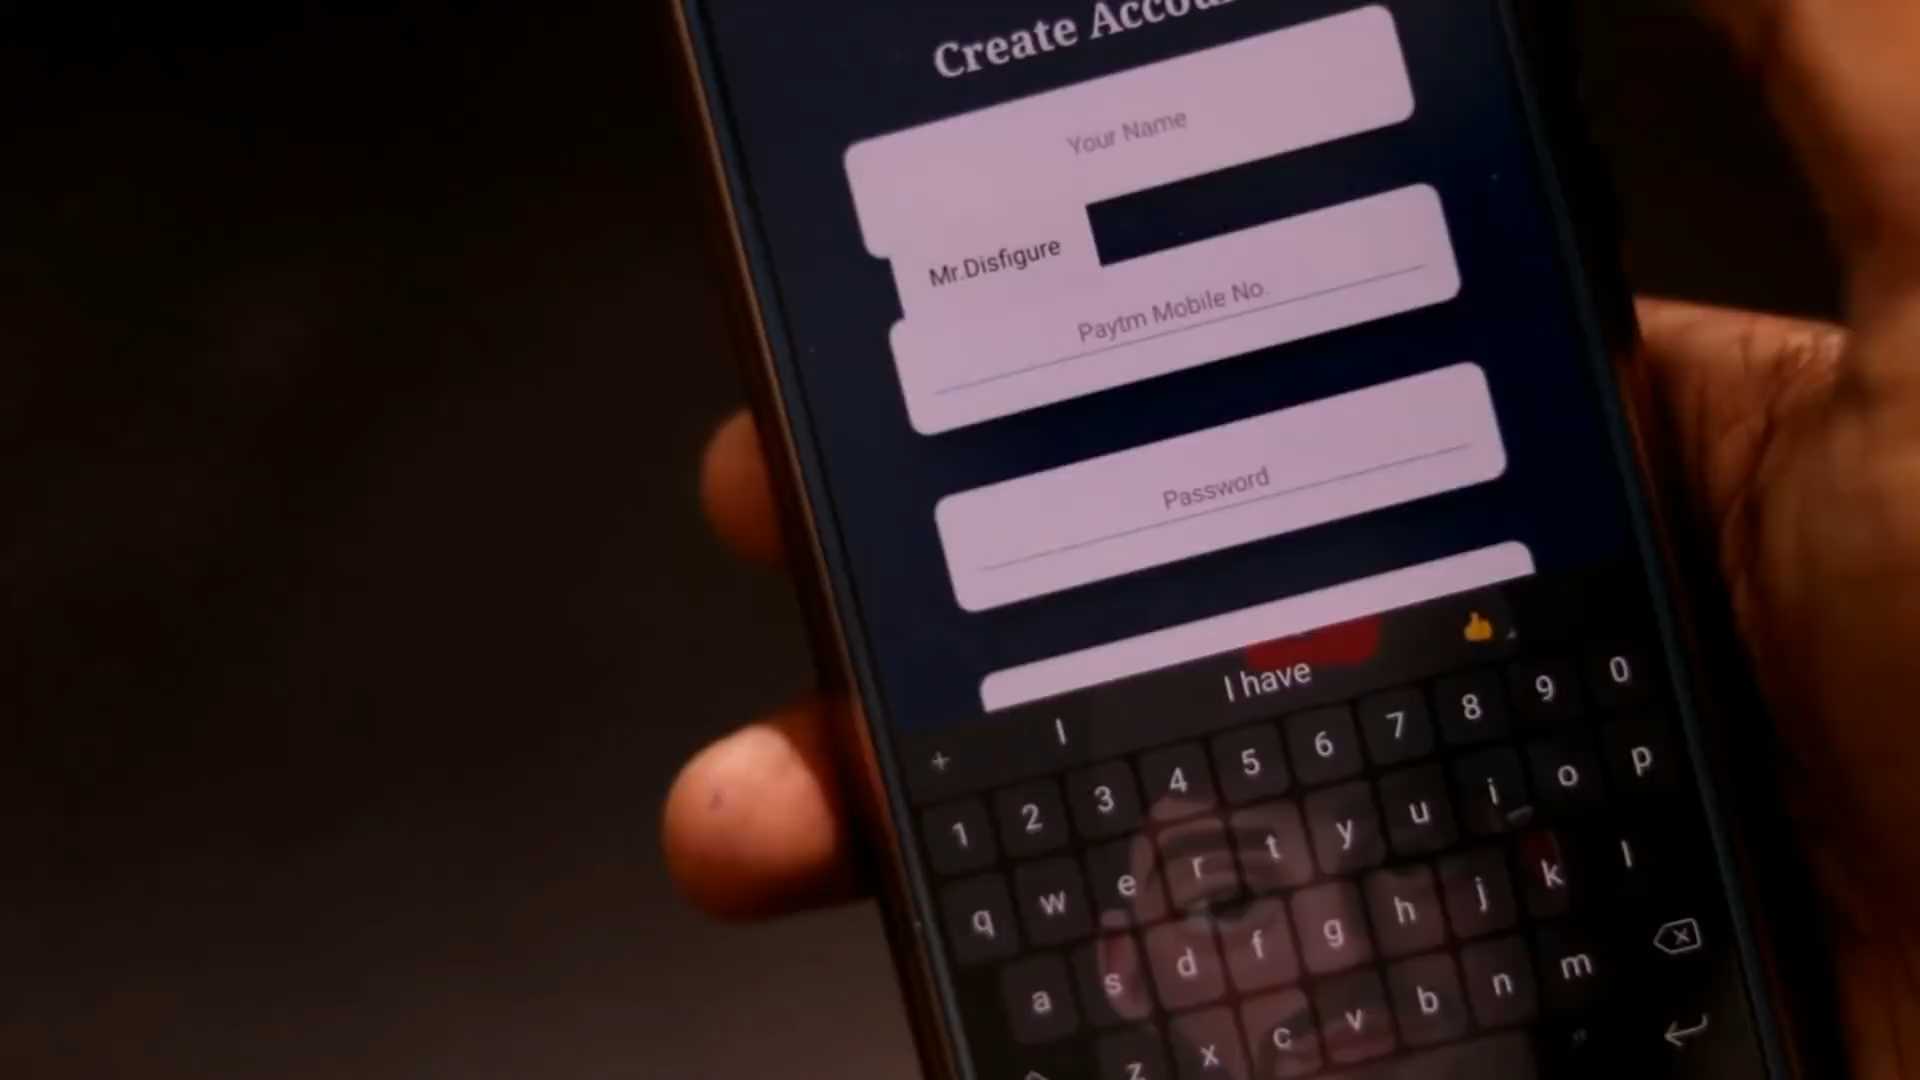 Create Accou
Your Name
Mr.Disfigure
Paytm Mobile No.
Password
I
I have
1 2 3 4 5 6 7 8 9 0
q w e r t y u i o p
a s d f g h j k l
z x c v b n m